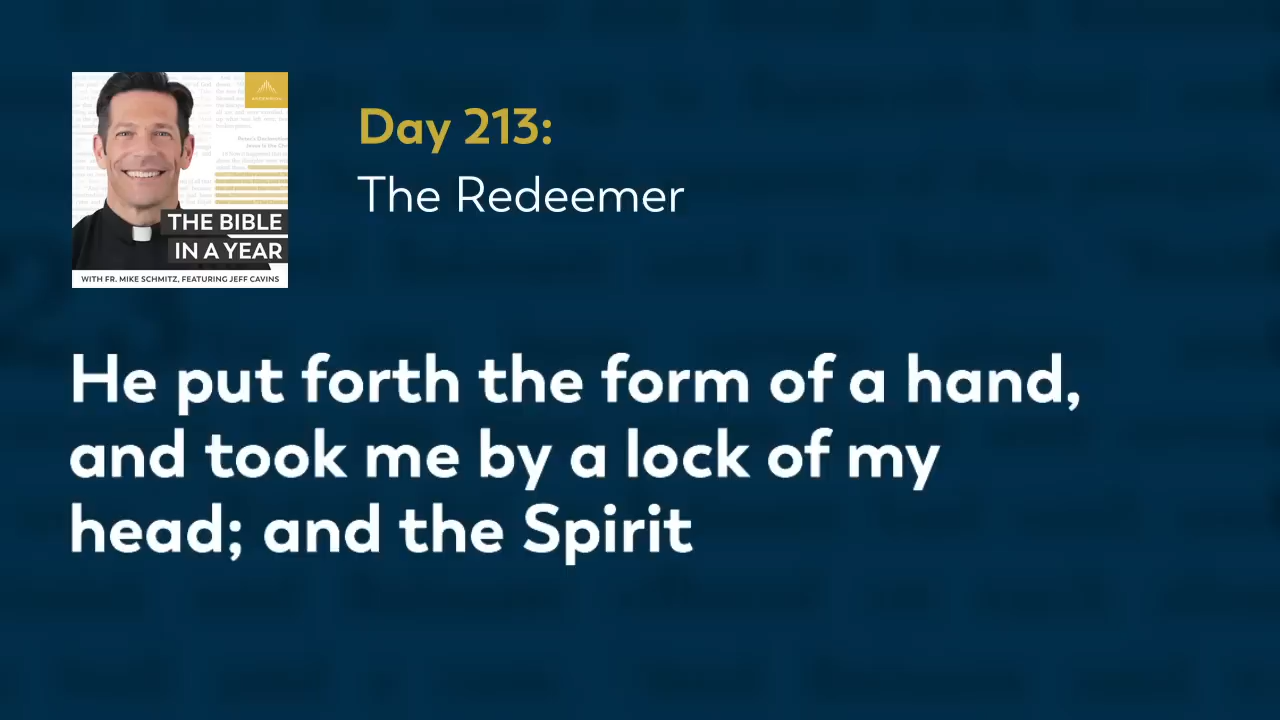 Day 213:
The Redeemer
THE BIBLE
IN A YEAR
WITH FR. MIKE SCHMITZ, FEATURING JEFF CAVINS
He put forth the form of a hand,
and took me by a lock of my
head; and the Spirit